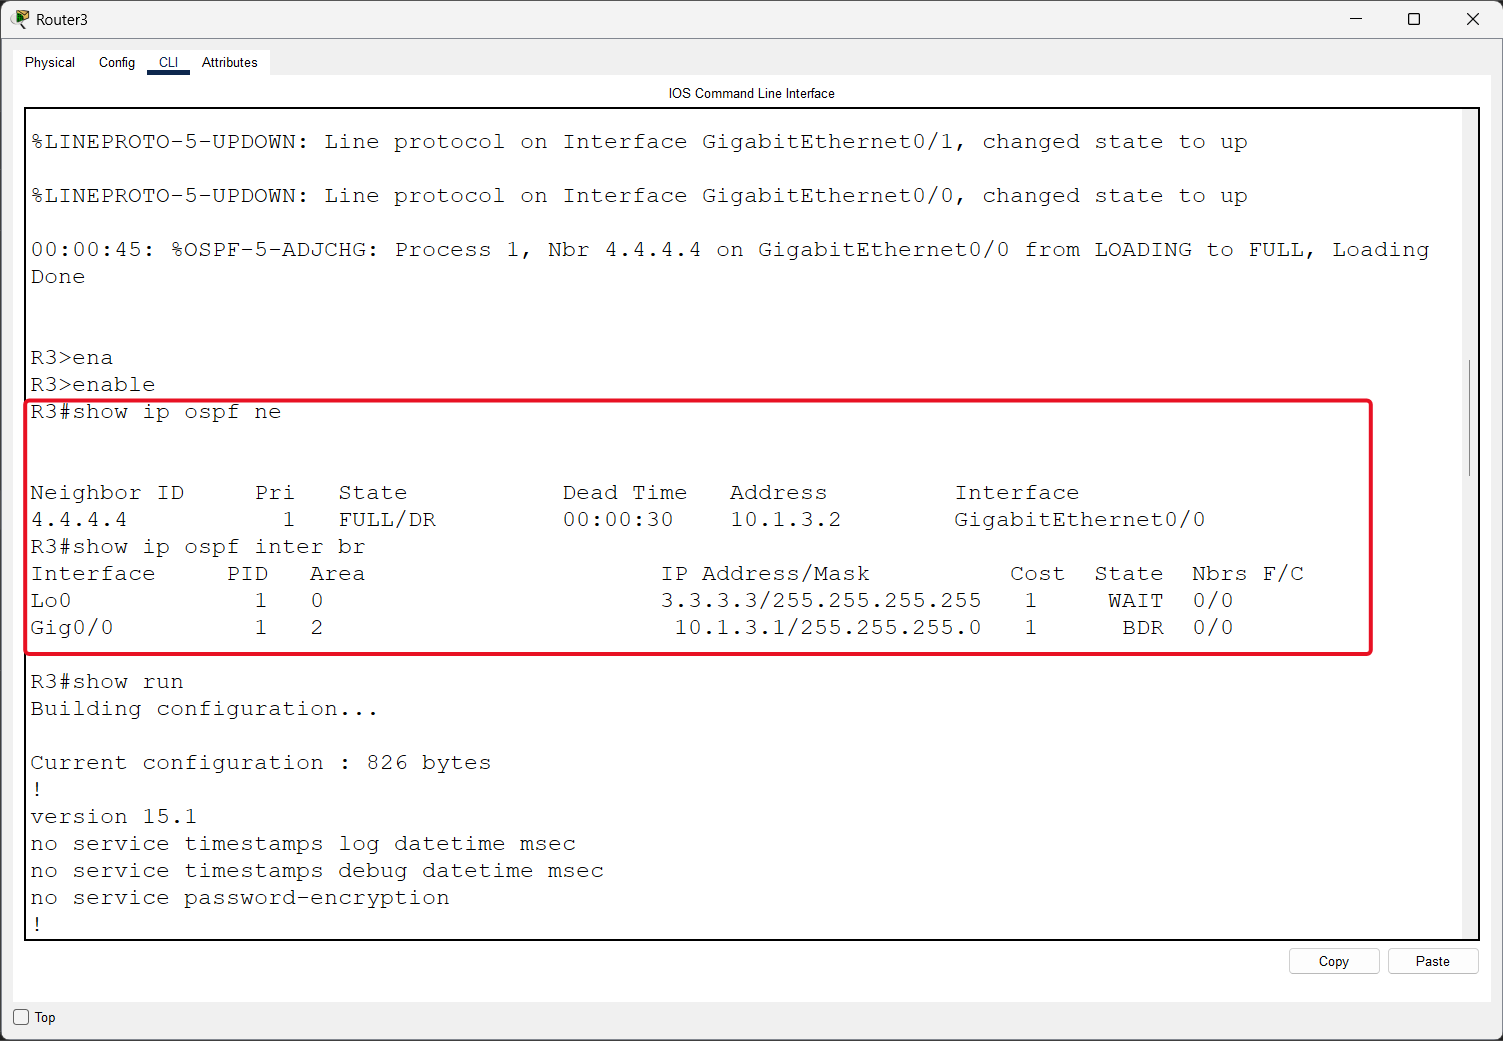 Router3
Physical Config CLI Attributes
IOS Command Line Interface
%LINEPROTO-5-UPDOWN: Line protocol on Interface GigabitEthernet0/1, changed state to up
%LINEPROTO-5-UPDOWN: Line protocol on Interface GigabitEthernet0/0, changed state to up
00:00:45: %OSPF-5-ADJCHG: Process 1, Nbr 4.4.4.4 on GigabitEthernet0/0 from LOADING to FULL, Loading
Done
R3>ena
R3>enable
R3#show ip ospf ne
Neighbor ID     Pri   State           Dead Time   Address         Interface
4.4.4.4           1   FULL/DR         00:00:30    10.1.3.2        GigabitEthernet0/0
R3#show ip ospf inter br
Interface     PID   Area                     IP Address/Mask          Cost  State  Nbrs F/C
Lo0             1   0                        3.3.3.3/255.255.255.255   1     WAIT  0/0
Gig0/0          1   2                         10.1.3.1/255.255.255.0   1      BDR  0/0
R3#show run
Building configuration...
Current configuration : 826 bytes
!
version 15.1
no service timestamps log datetime msec
no service timestamps debug datetime msec
no service password-encryption
!
Copy Paste
Top